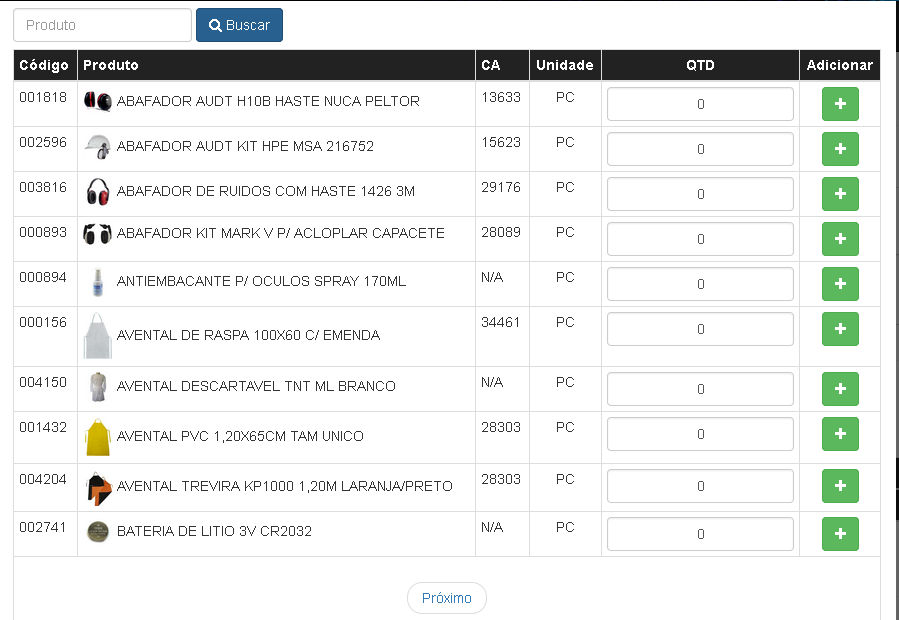 Produto Buscar
Código Produto CA Unidade QTD Adicionar
001818 ABAFADOR AUDT H10B HASTE NUCA PELTOR 13633 PC 0
002596 ABAFADOR AUDT KIT HPE MSA 216752 15623 PC 0
003816 ABAFADOR DE RUIDOS COM HASTE 1426 3M 29176 PC 0
000893 ABAFADOR KIT MARK V P/ ACLOPLAR CAPACETE 28089 PC 0
000894 ANTIEMBACANTE P/ OCULOS SPRAY 170ML N/A PC 0
000156 AVENTAL DE RASPA 100X60 C/ EMENDA 34461 PC 0
004150 AVENTAL DESCARTAVEL TNT ML BRANCO N/A PC 0
001432 AVENTAL PVC 1,20X65CM TAM UNICO 28303 PC 0
004204 AVENTAL TREVIRA KP1000 1,20M LARANJA/PRETO 28303 PC 0
002741 BATERIA DE LITIO 3V CR2032 N/A PC 0
Próximo